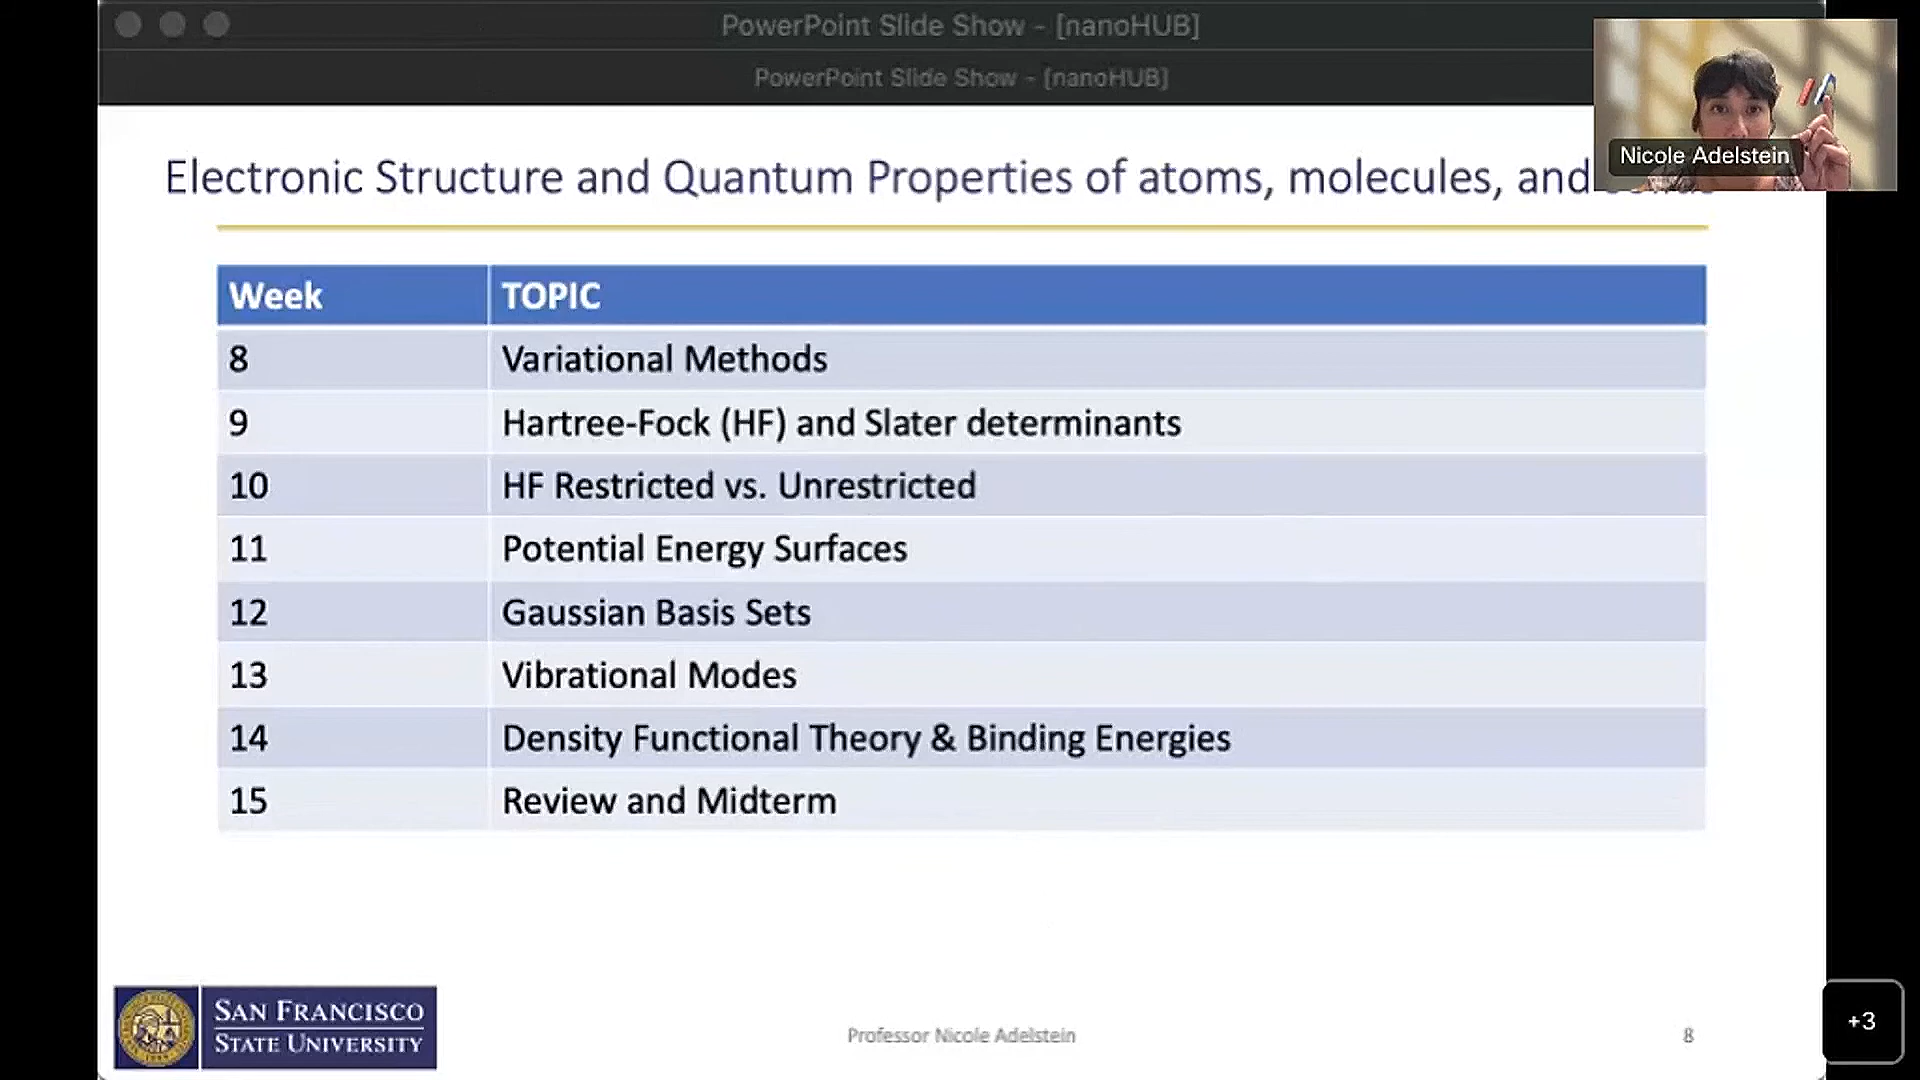 PowerPoint Slide Show - [nanoHUB]
PowerPoint Slide Show - [nanoHUB]
Nicole Adelstein
Electronic Structure and Quantum Properties of atoms, molecules, and
Week TOPIC
8 Variational Methods
9 Hartree-Fock (HF) and Slater determinants
10 HF Restricted vs. Unrestricted
11 Potential Energy Surfaces
12 Gaussian Basis Sets
13 Vibrational Modes
14 Density Functional Theory & Binding Energies
15 Review and Midterm
SAN FRANCISCO
STATE UNIVERSITY
Professor Nicole Adelstein
8
+3